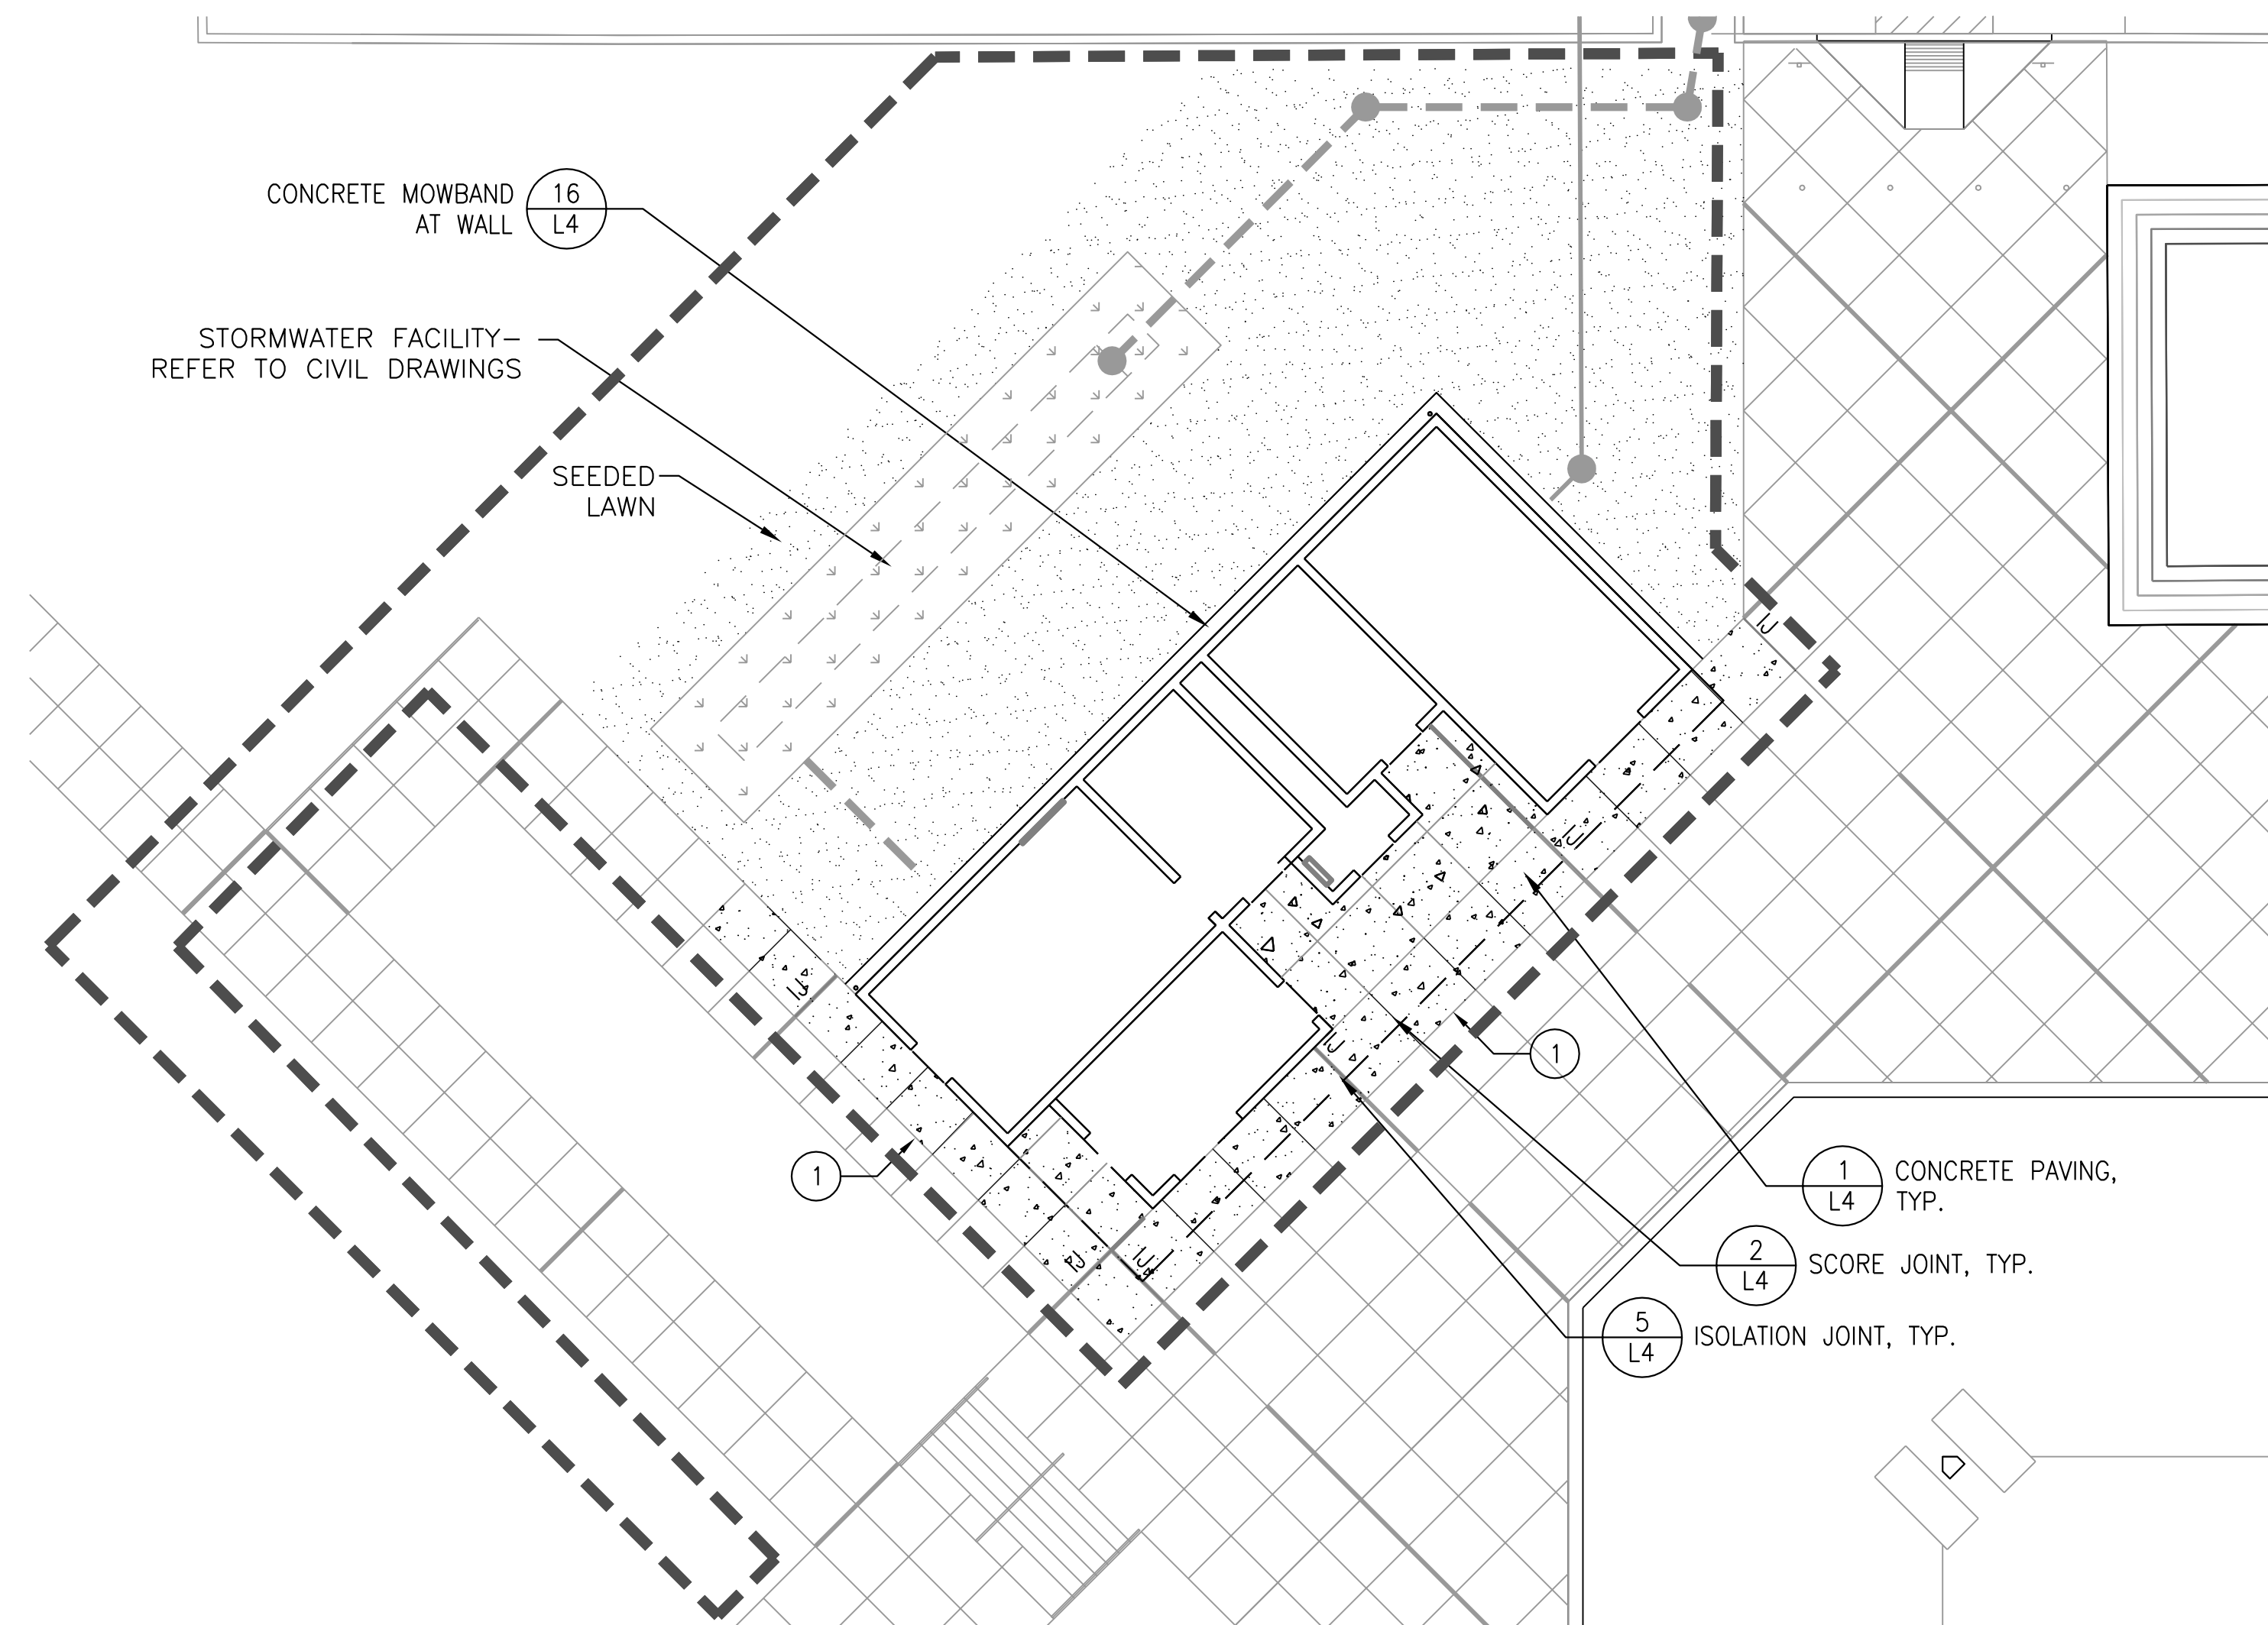 CONCRETE MOWBAND
AT WALL
16
L4
STORMWATER FACILITY–
REFER TO CIVIL DRAWINGS
SEEDED
LAWN
IJ
IJ
IJ
IJ
IJ
IJ
1
1
1
L4
CONCRETE PAVING,
TYP.
2
L4
SCORE JOINT, TYP.
5
L4
ISOLATION JOINT, TYP.